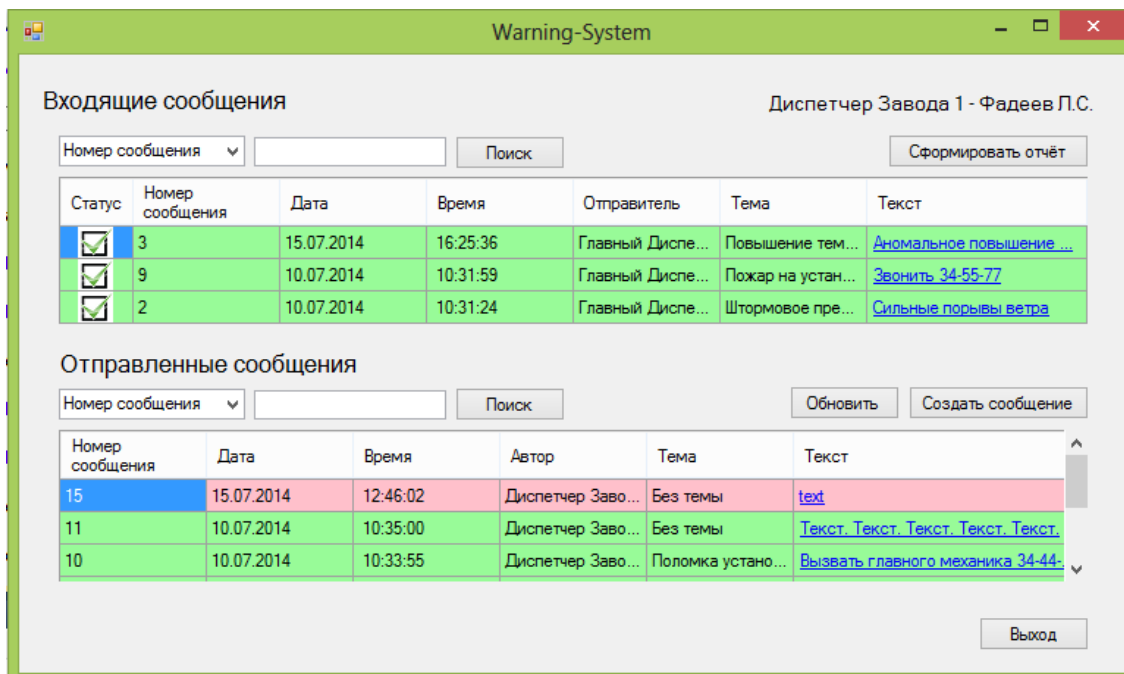 Warning-System
Входящие сообщения
Диспетчер Завода 1 - Фадеев Л.С.
Номер сообщения Поиск Сформировать отчёт
Статус Номер сообщения Дата Время Отправитель Тема Текст
3 15.07.2014 16:25:36 Главный Диспе... Повышение тем... Аномальное повышение ...
9 10.07.2014 10:31:59 Главный Диспе... Пожар на устан... Звонить 34-55-77
2 10.07.2014 10:31:24 Главный Диспе... Штормовое пре... Сильные порывы ветра
Отправленные сообщения
Номер сообщения Поиск Обновить Создать сообщение
Номер сообщения Дата Время Автор Тема Текст
15 15.07.2014 12:46:02 Диспетчер Заво... Без темы text
11 10.07.2014 10:35:00 Диспетчер Заво... Без темы Текст. Текст. Текст. Текст. Текст.
10 10.07.2014 10:33:55 Диспетчер Заво... Поломка устано... Вызвать главного механика 34-44-
Выход